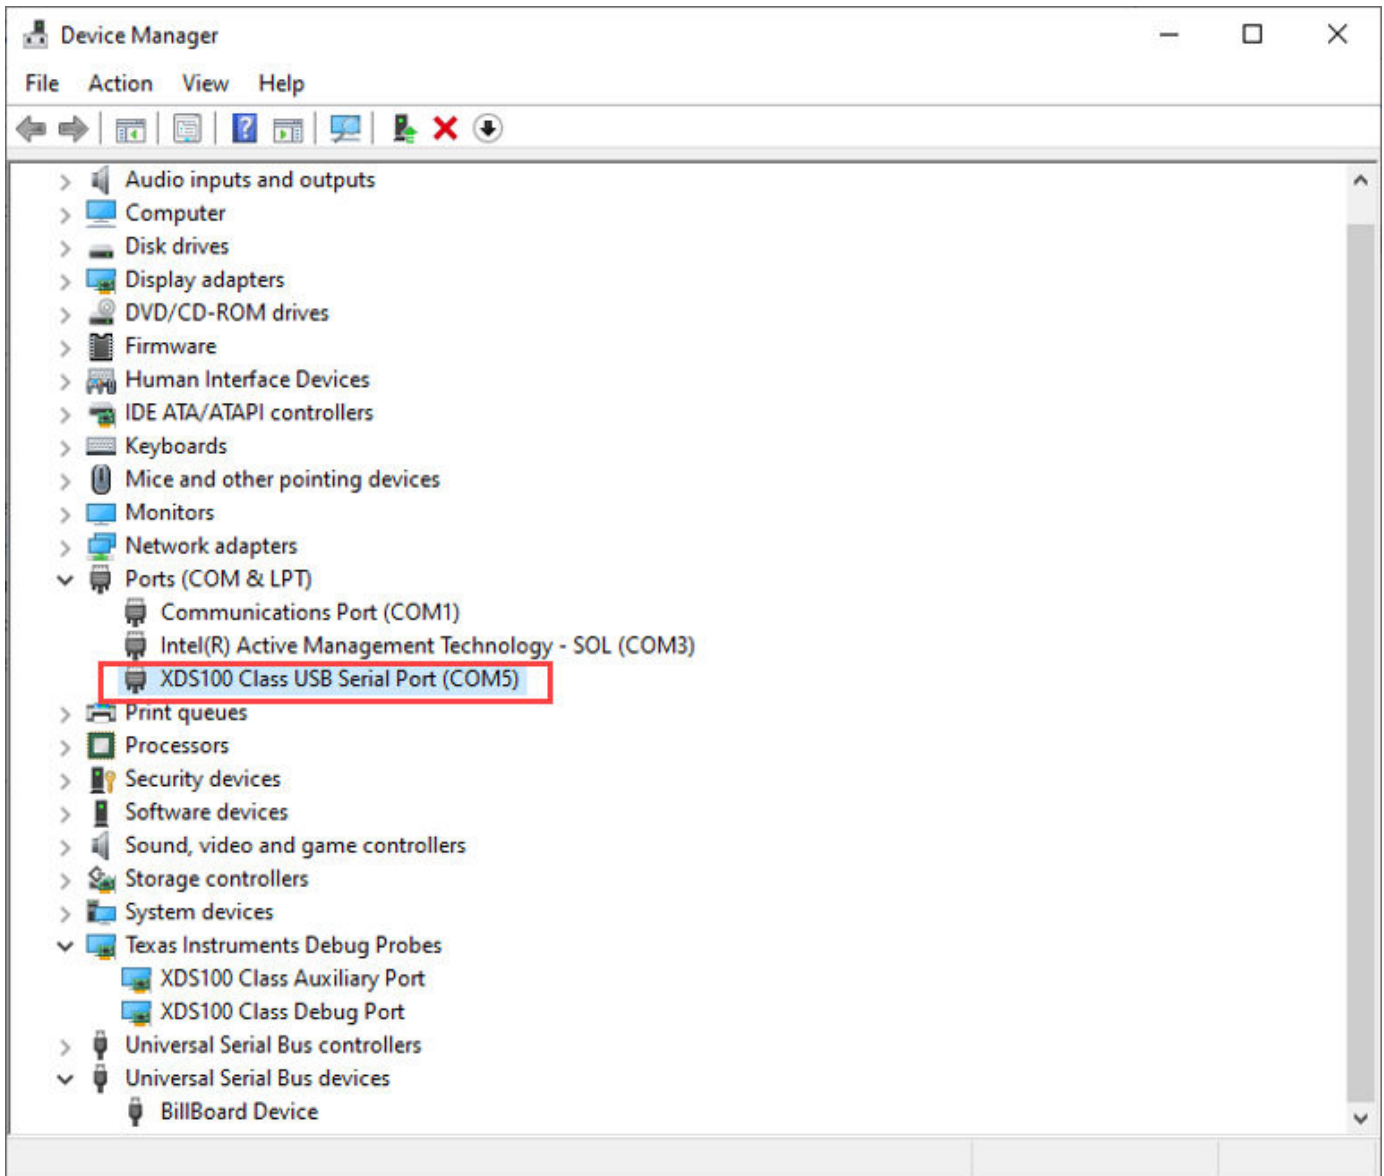 Device Manager
File Action View Help
Audio inputs and outputs
Computer
Disk drives
Display adapters
DVD/CD-ROM drives
Firmware
Human Interface Devices
IDE ATA/ATAPI controllers
Keyboards
Mice and other pointing devices
Monitors
Network adapters
Ports (COM & LPT)
Communications Port (COM1)
Intel(R) Active Management Technology - SOL (COM3)
XDS100 Class USB Serial Port (COM5)
Print queues
Processors
Security devices
Software devices
Sound, video and game controllers
Storage controllers
System devices
Texas Instruments Debug Probes
XDS100 Class Auxiliary Port
XDS100 Class Debug Port
Universal Serial Bus controllers
Universal Serial Bus devices
BillBoard Device